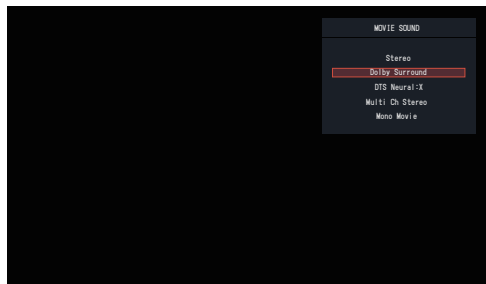 MOVIE SOUND
Stereo
Dolby Surround
DTS Neural:X
Multi Ch Stereo
Mono Movie